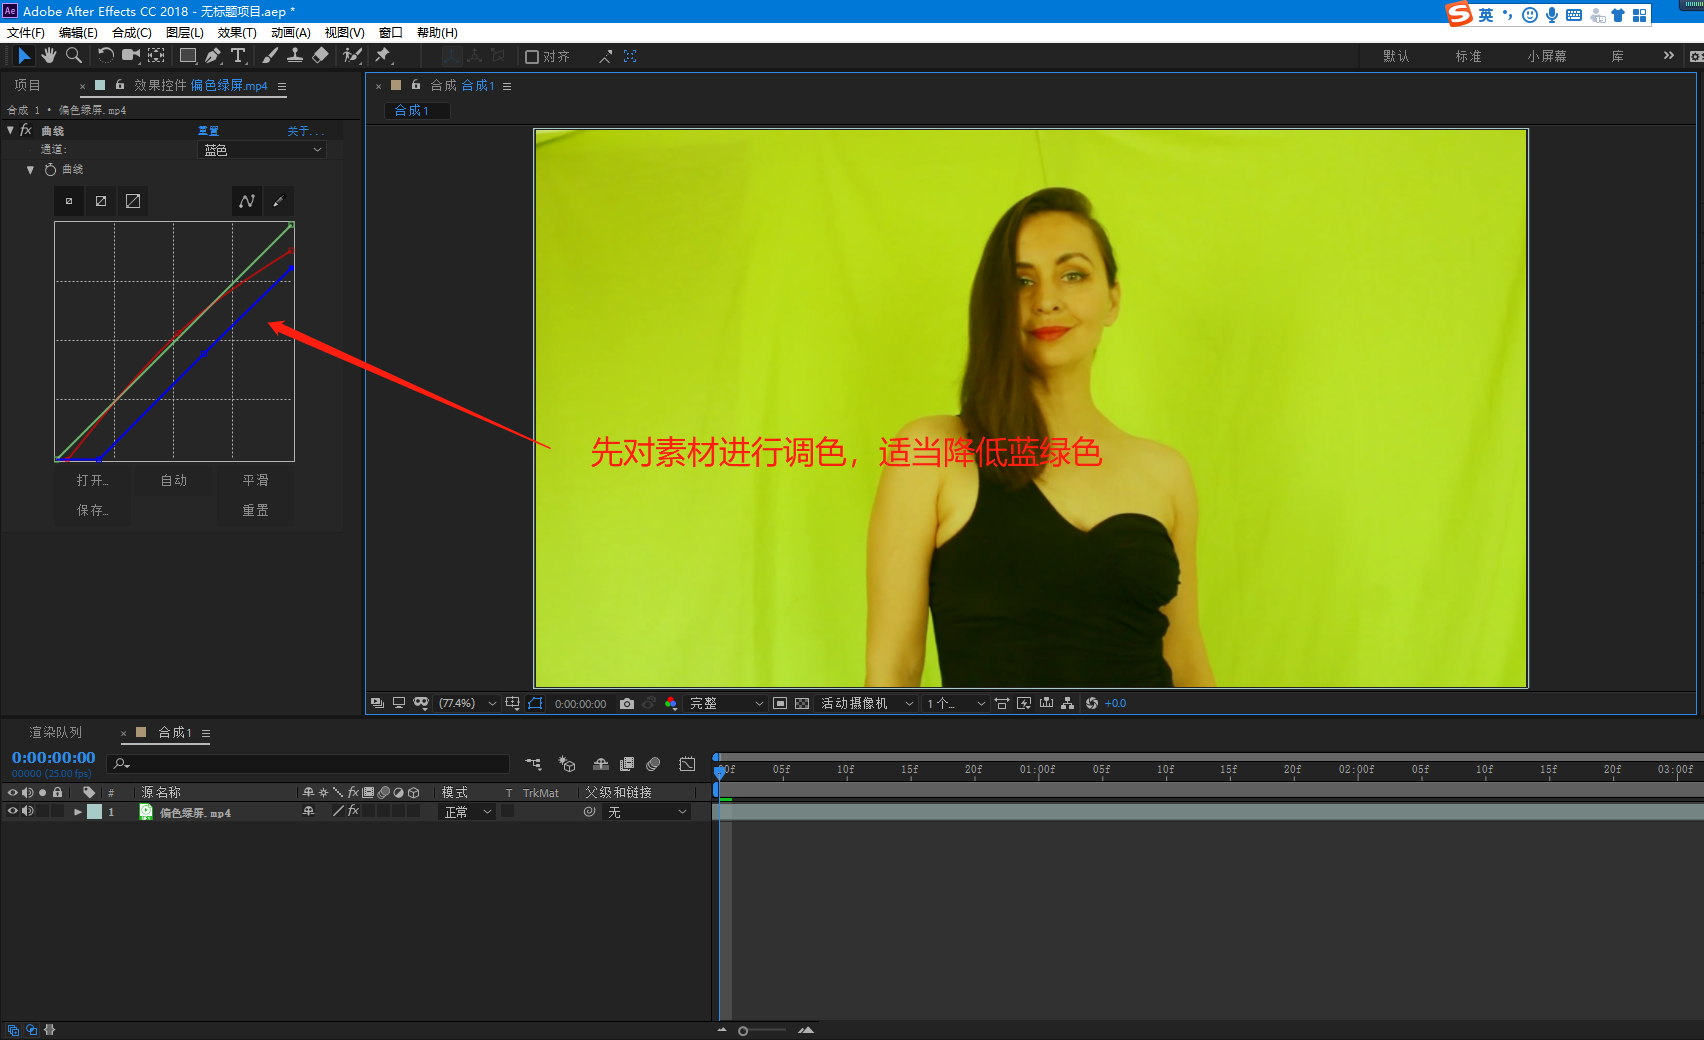 Ae Adobe After Effects CC 2018 - 无标题项目.aep *
英
文件(F) 编辑(E) 合成(C) 图层(L) 效果(T) 动画(A) 视图(V) 窗口 帮助(H)
对齐 默认 标准 小屏幕 库 »
项目 × 效果控件 偏色绿屏.mp4
× 合成 合成1
合成 1 • 偏色绿屏.mp4
合成1
fx 曲线 重置 关于...
通道: 蓝色
曲线
打开... 自动 平滑
保存... 重置
先对素材进行调色，适当降低蓝绿色
(77.4%) 0:00:00:00 完整 活动摄像机 1个... +0.0
渲染队列 × 合成1
0:00:00:00
00000 (25.00 fps)
00f 05f 10f 15f 20f 01:00f 05f 10f 15f 20f 02:00f 05f 10f 15f 20f 03:00f
# 源名称 fx 模式 T TrkMat 父级和链接
1 偏色绿屏.mp4 fx 正常 无